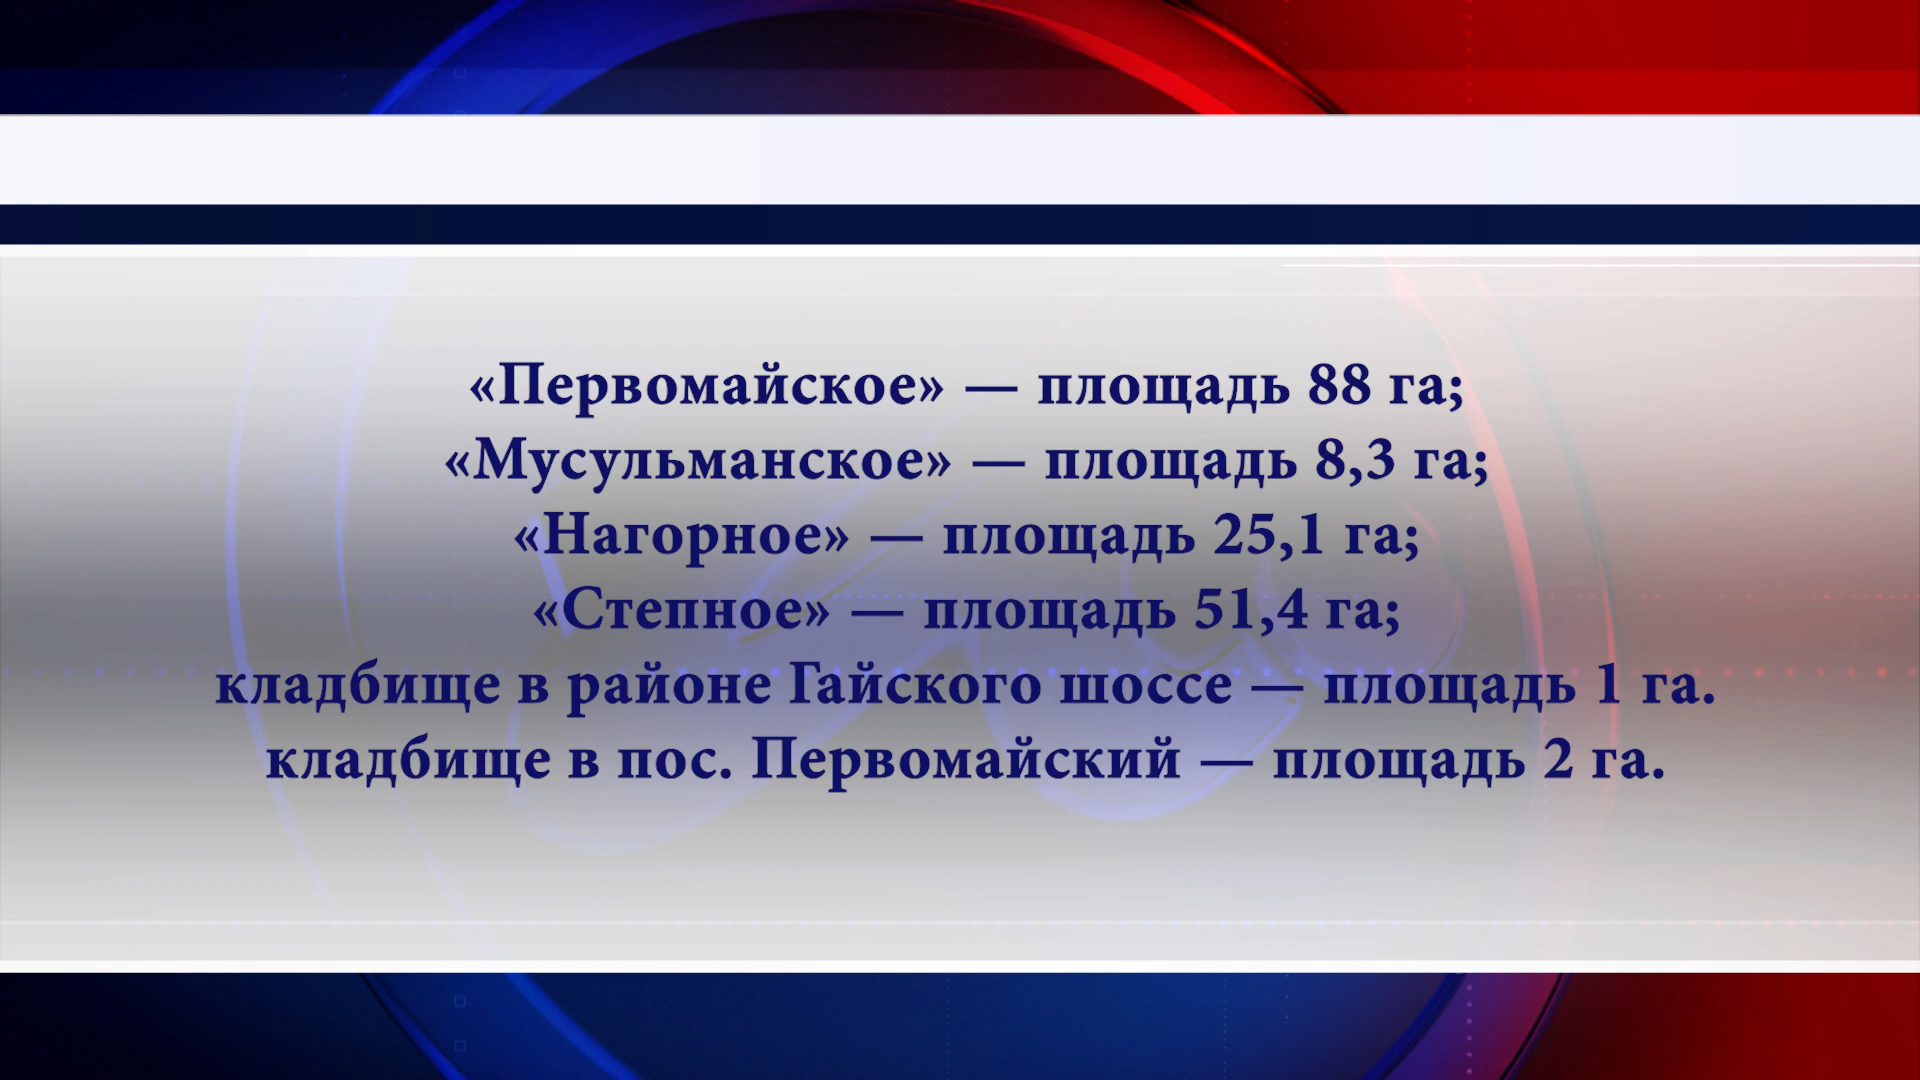 «Первомайское» — площадь 88 га;
«Мусульманское» — площадь 8,3 га;
«Нагорное» — площадь 25,1 га;
«Степное» — площадь 51,4 га;
кладбище в районе Гайского шоссе — площадь 1 га.
кладбище в пос. Первомайский — площадь 2 га.